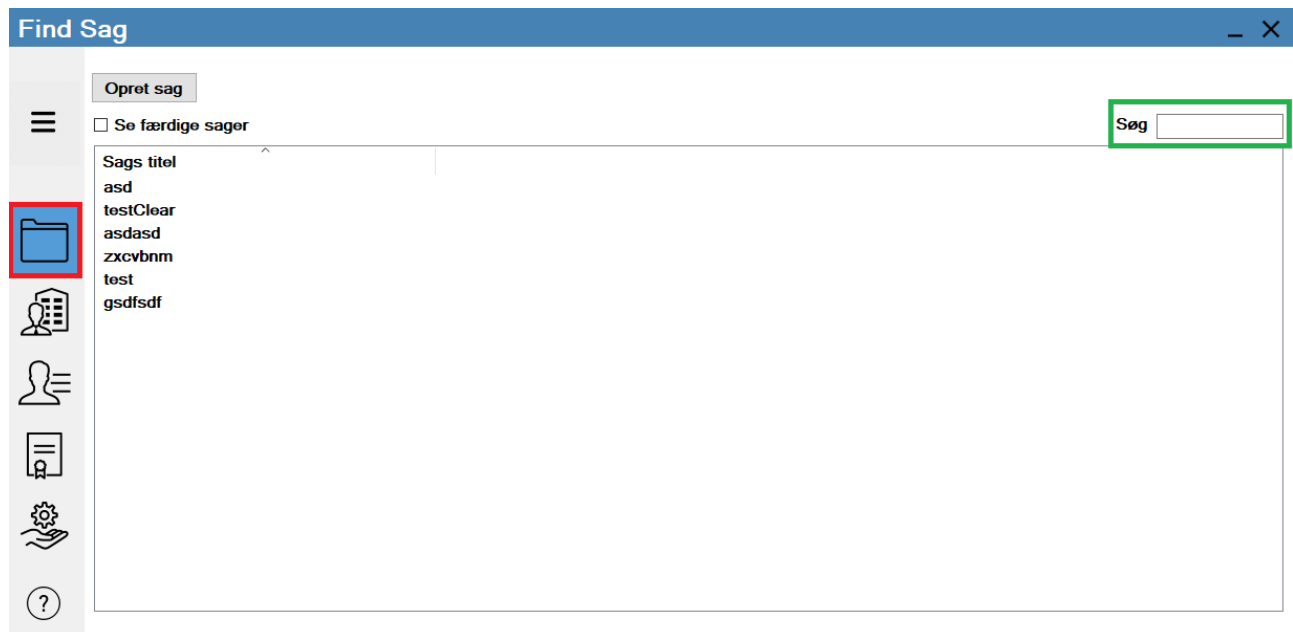 Find Sag
Opret sag
Se færdige sager
Søg
Sags titel
asd
testClear
asdasd
zxcvbnm
test
gsdfsdf
?